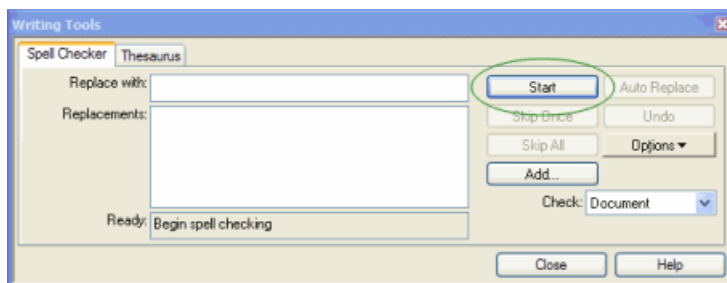 Writing Tools
Spell Checker Thesaurus
Replace with: Start Auto Replace
Replacements: Skip Once Undo
Skip All Options
Add...
Check: Document
Ready: Begin spell checking
Close Help